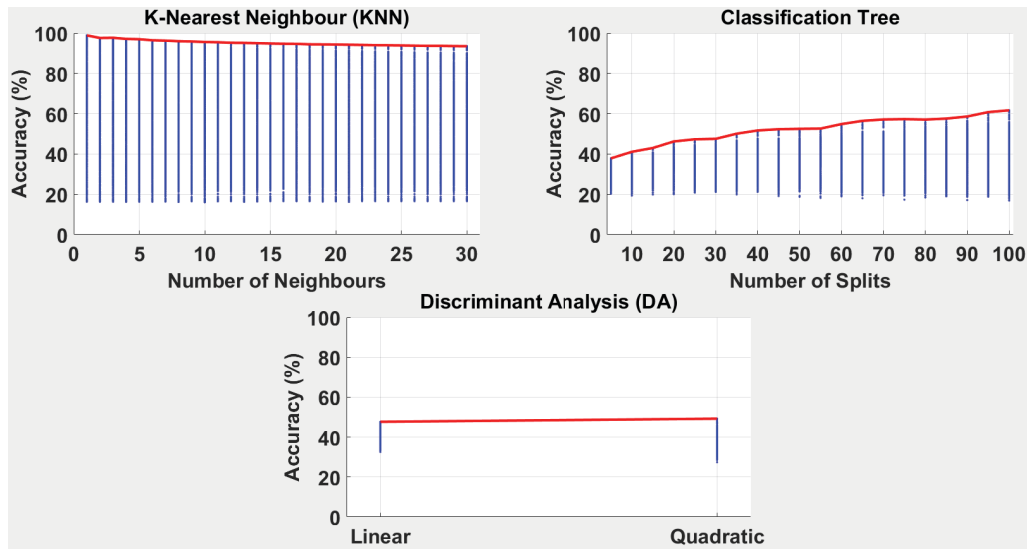 K-Nearest Neighbour (KNN)
Accuracy (%)
100
80
60
40
20
0
0 5 10 15 20 25 30
Number of Neighbours
Classification Tree
Accuracy (%)
100
80
60
40
20
0
10 20 30 40 50 60 70 80 90 100
Number of Splits
Discriminant Analysis (DA)
Accuracy (%)
100
80
60
40
20
0
Linear Quadratic